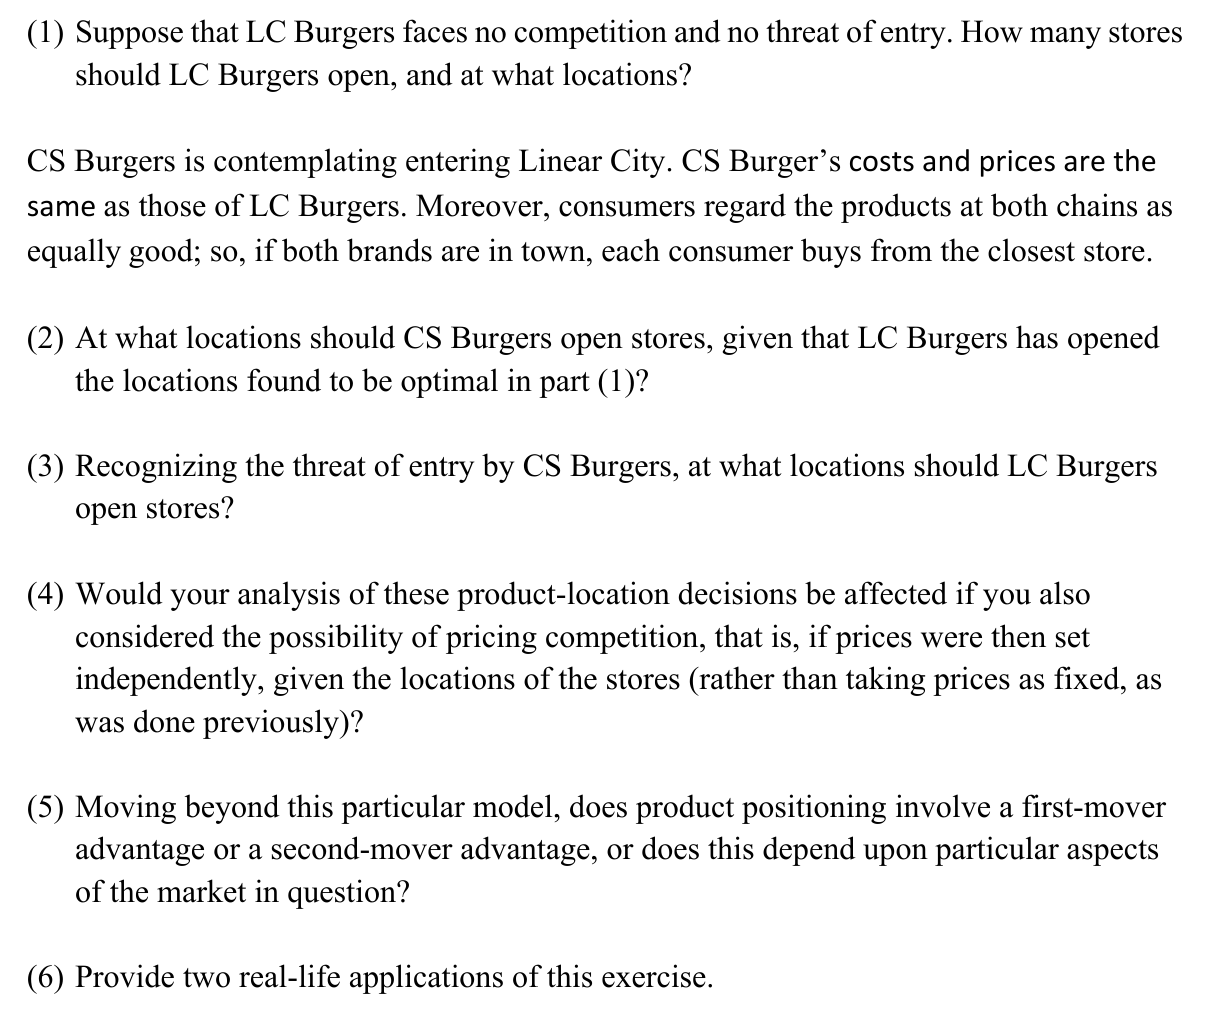 (1) Suppose that LC Burgers faces no competition and no threat of entry. How many stores
should LC Burgers open, and at what locations?
CS Burgers is contemplating entering Linear City. CS Burger’s costs and prices are the
same as those of LC Burgers. Moreover, consumers regard the products at both chains as
equally good; so, if both brands are in town, each consumer buys from the closest store.
(2) At what locations should CS Burgers open stores, given that LC Burgers has opened
the locations found to be optimal in part (1)?
(3) Recognizing the threat of entry by CS Burgers, at what locations should LC Burgers
open stores?
(4) Would your analysis of these product-location decisions be affected if you also
considered the possibility of pricing competition, that is, if prices were then set
independently, given the locations of the stores (rather than taking prices as fixed, as
was done previously)?
(5) Moving beyond this particular model, does product positioning involve a first-mover
advantage or a second-mover advantage, or does this depend upon particular aspects
of the market in question?
(6) Provide two real-life applications of this exercise.